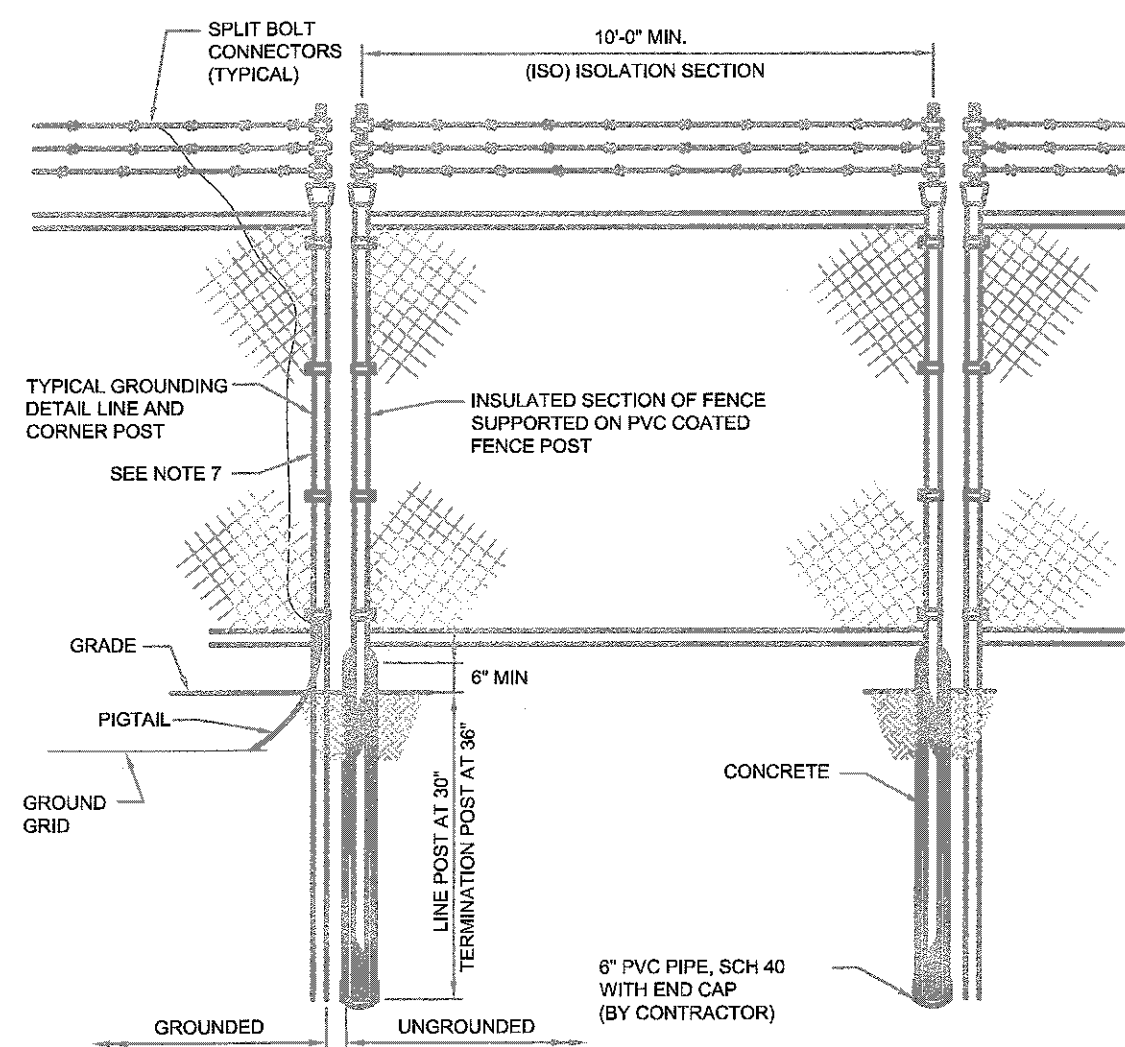 SPLIT BOLT
CONNECTORS
(TYPICAL)
10'-0" MIN.
(ISO) ISOLATION SECTION
TYPICAL GROUNDING
DETAIL LINE AND
CORNER POST
SEE NOTE 7
INSULATED SECTION OF FENCE
SUPPORTED ON PVC COATED
FENCE POST
GRADE
6" MIN
PIGTAIL
GROUND
GRID
LINE POST AT 30"
TERMINATION POST AT 36"
CONCRETE
6" PVC PIPE, SCH 40
WITH END CAP
(BY CONTRACTOR)
GROUNDED
UNGROUNDED